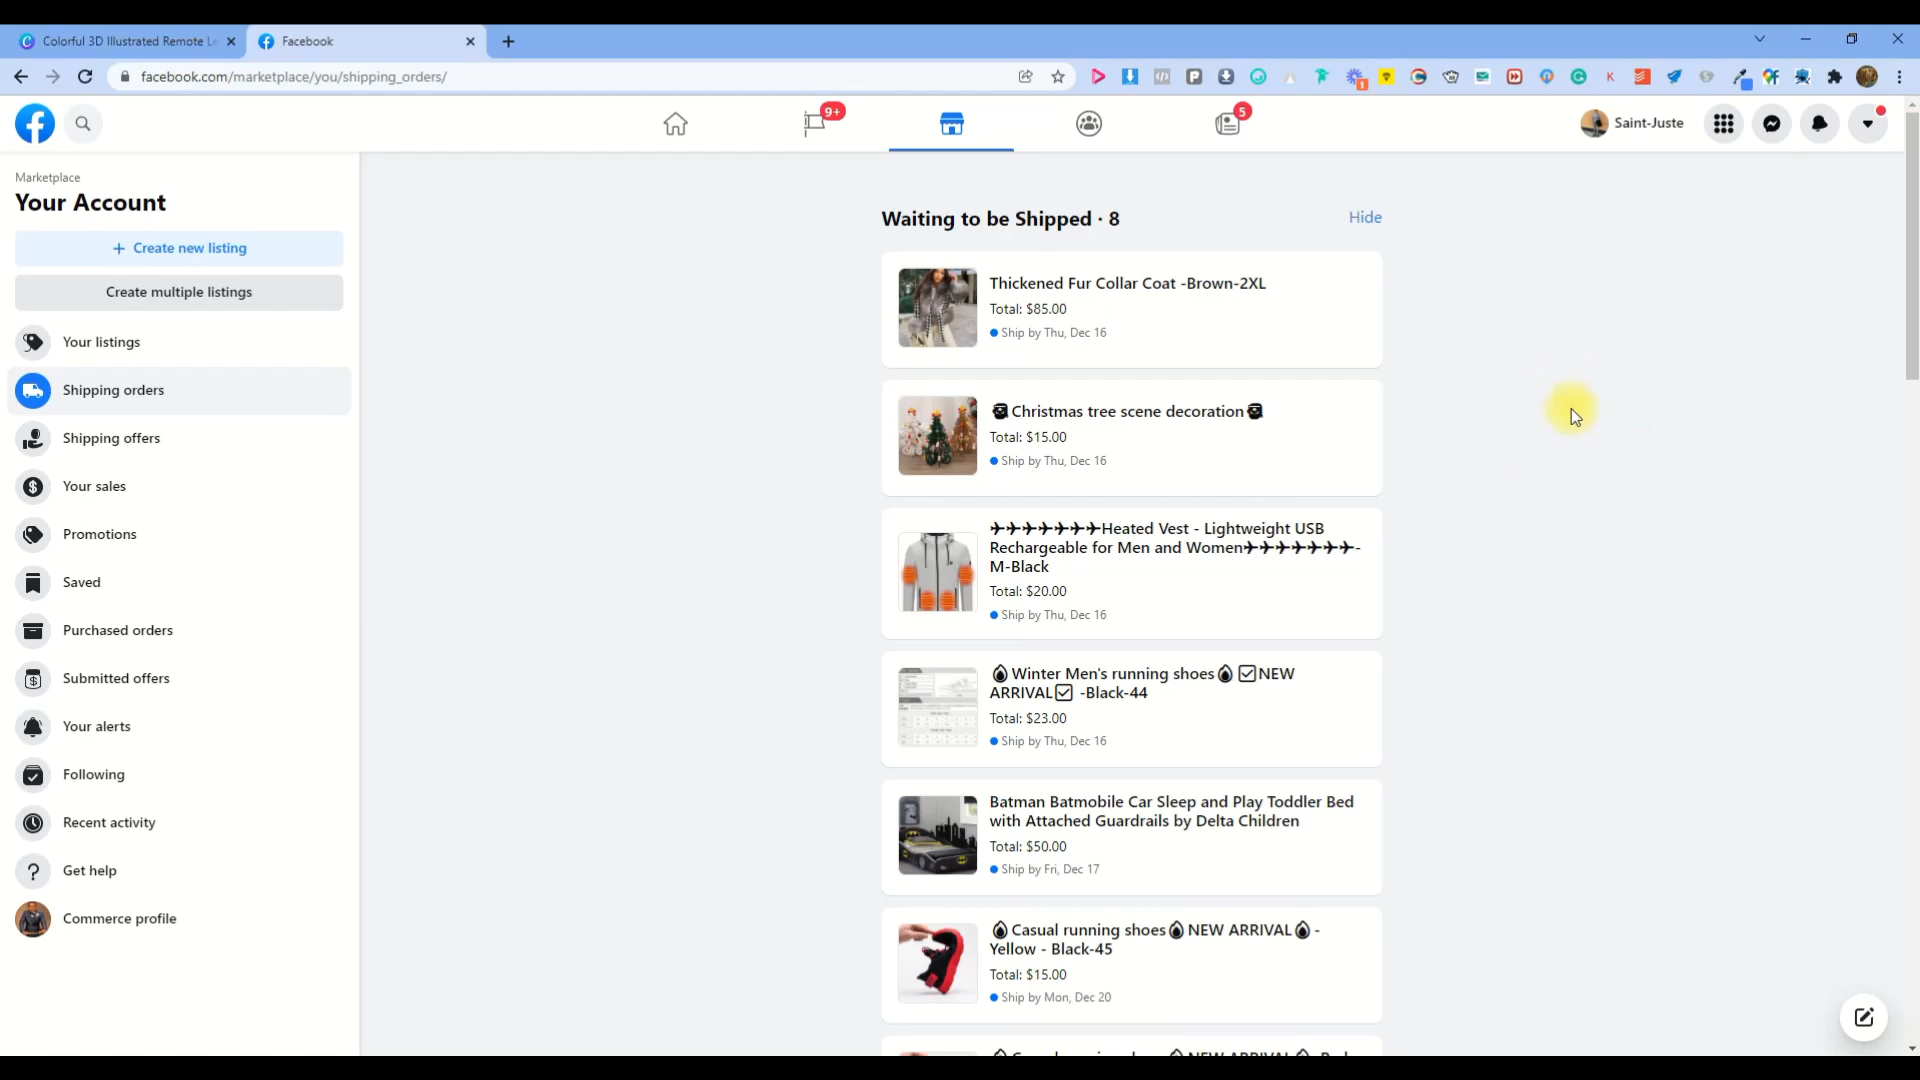 Colorful 3D Illustrated Remote Le
Facebook
facebook.com/marketplace/you/shipping_orders/
9+
5
Saint-Juste
Marketplace
Your Account
+ Create new listing
Create multiple listings
Your listings
Shipping orders
Shipping offers
Your sales
Promotions
Saved
Purchased orders
Submitted offers
Your alerts
Following
Recent activity
Get help
Commerce profile
Waiting to be Shipped · 8
Hide
Thickened Fur Collar Coat -Brown-2XL
Total: $85.00
Ship by Thu, Dec 16
🎅Christmas tree scene decoration🎅
Total: $15.00
Ship by Thu, Dec 16
✈✈✈✈✈✈✈Heated Vest - Lightweight USB
Rechargeable for Men and Women✈✈✈✈✈✈✈-
M-Black
Total: $20.00
Ship by Thu, Dec 16
🔥Winter Men's running shoes🔥 ☑NEW
ARRIVAL☑ -Black-44
Total: $23.00
Ship by Thu, Dec 16
Batman Batmobile Car Sleep and Play Toddler Bed
with Attached Guardrails by Delta Children
Total: $50.00
Ship by Fri, Dec 17
🔥Casual running shoes🔥NEW ARRIVAL🔥 -
Yellow - Black-45
Total: $15.00
Ship by Mon, Dec 20